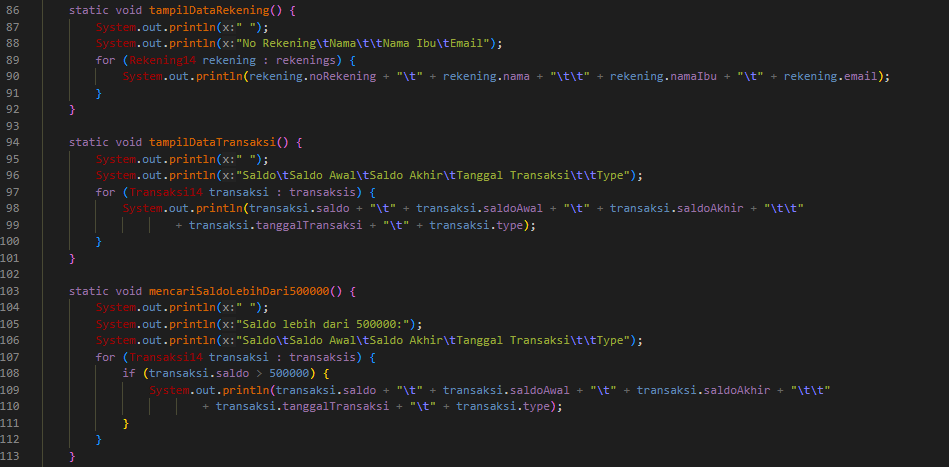 86 static void tampilDataRekening() {
87 System.out.println(x:" ");
88 System.out.println(x:"No Rekening\tNama\t\tNama Ibu\tEmail");
89 for (Rekening14 rekening : rekenings) {
90 System.out.println(rekening.noRekening + "\t" + rekening.nama + "\t\t" + rekening.namaIbu + "\t" + rekening.email);
91 }
92 }
93
94 static void tampilDataTransaksi() {
95 System.out.println(x:" ");
96 System.out.println(x:"Saldo\tSaldo Awal\tSaldo Akhir\tTanggal Transaksi\t\tType");
97 for (Transaksi14 transaksi : transaksis) {
98 System.out.println(transaksi.saldo + "\t" + transaksi.saldoAwal + "\t" + transaksi.saldoAkhir + "\t\t"
99 + transaksi.tanggalTransaksi + "\t" + transaksi.type);
100 }
101 }
102
103 static void mencariSaldoLebihDari500000() {
104 System.out.println(x:" ");
105 System.out.println(x:"Saldo lebih dari 500000:");
106 System.out.println(x:"Saldo\tSaldo Awal\tSaldo Akhir\tTanggal Transaksi\t\tType");
107 for (Transaksi14 transaksi : transaksis) {
108 if (transaksi.saldo > 500000) {
109 System.out.println(transaksi.saldo + "\t" + transaksi.saldoAwal + "\t" + transaksi.saldoAkhir + "\t\t"
110 + transaksi.tanggalTransaksi + "\t" + transaksi.type);
111 }
112 }
113 }